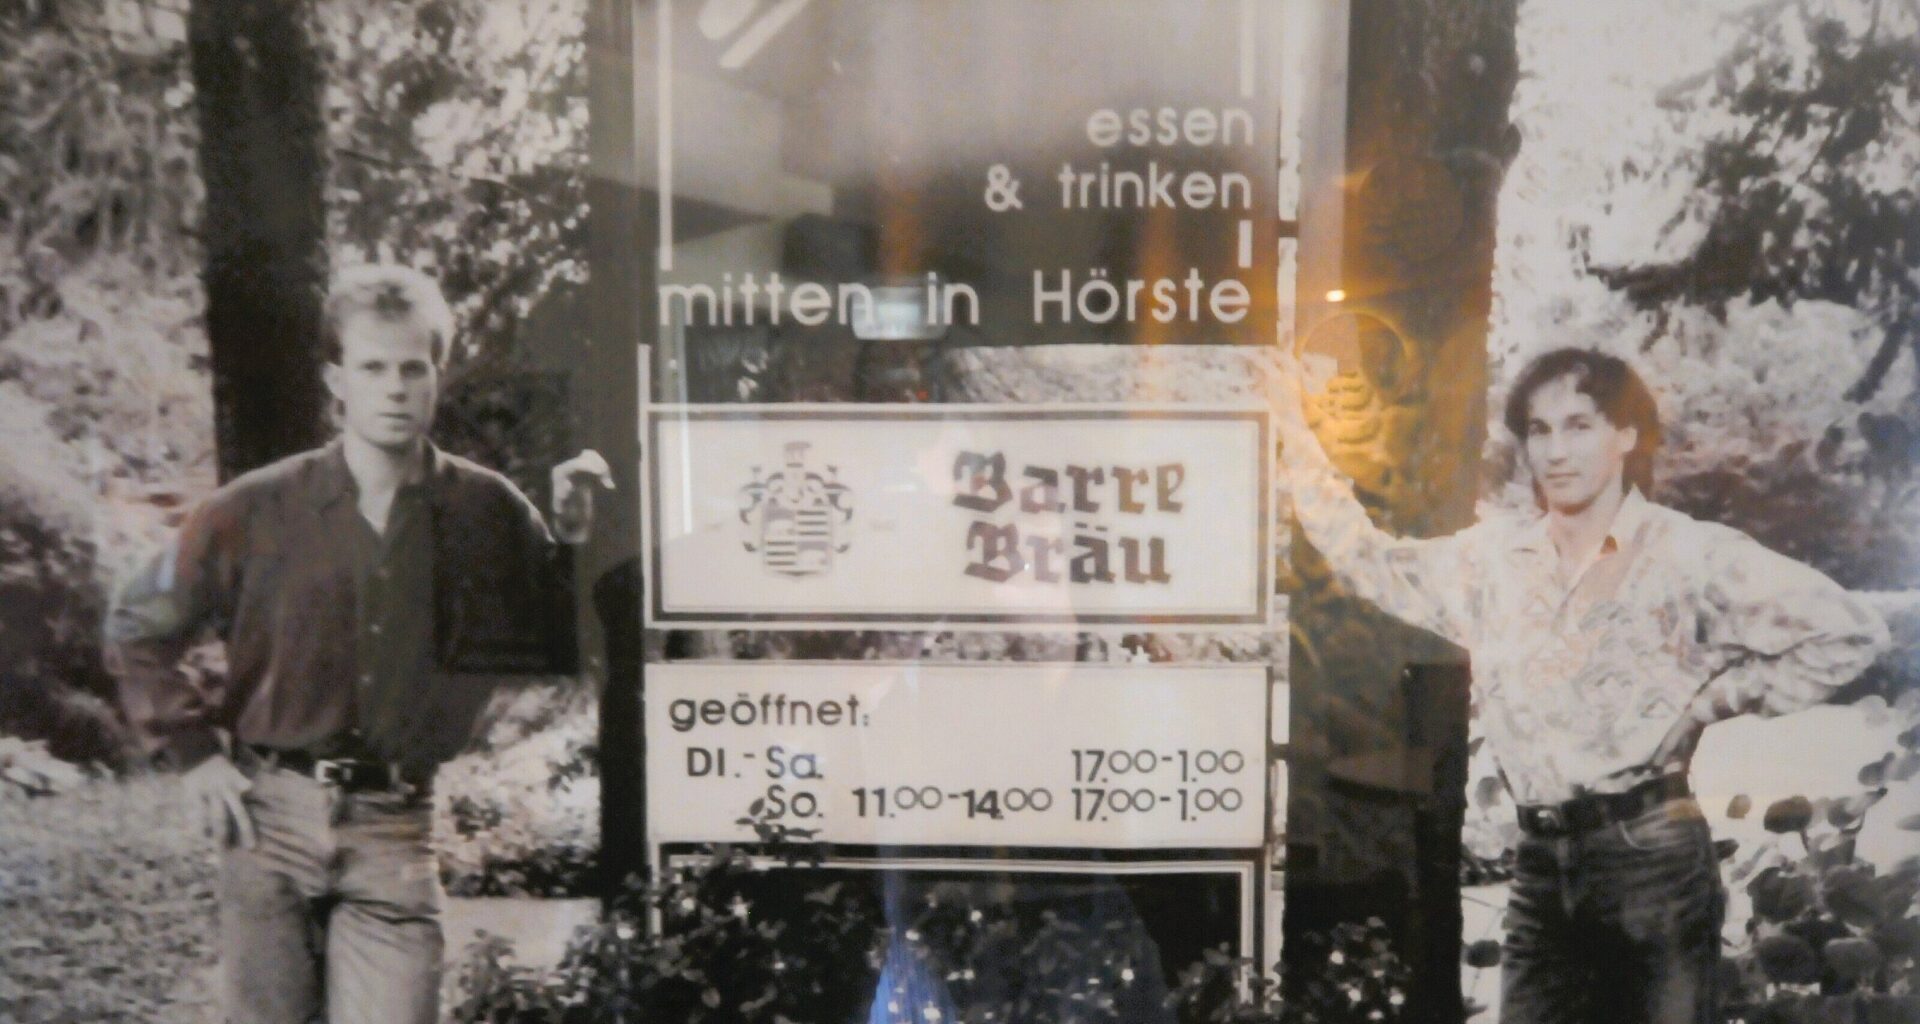 essen
& trinken
mitten in Hörste
Barre
Bräu
geöffnet:
DI.-Sa. 17.00-1.00
So. 11.00-14.00 17.00-1.00